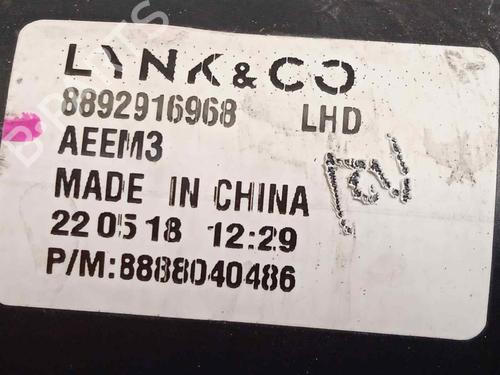 LYNK & CO
8892916968 LHD
AEEM3
MADE IN CHINA
22 05 18 12:29
P/M:8888040486